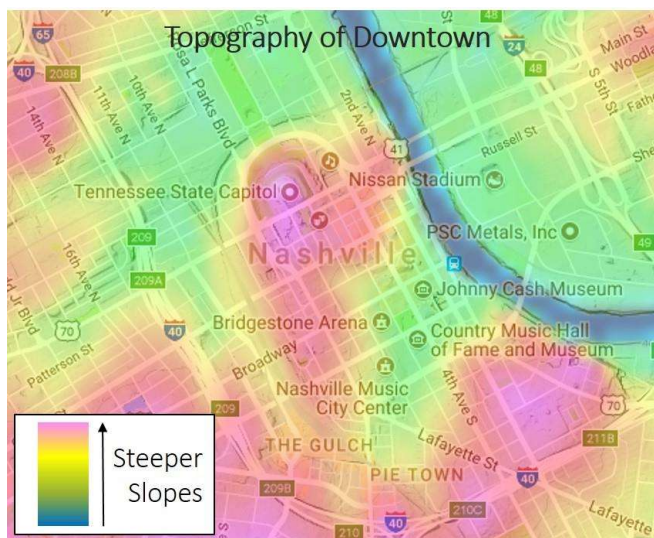 Topography of Downtown
65
40
208B
11th Ave N
10th Ave N
14th Ave N
2nd Ave N
48
24
48
Main St
S 5th St
Russell St
41
Tennessee State Capitol
Nissan Stadium
209
209A
16th Ave N
Nashville
PSC Metals, Inc
49
Johnny Cash Museum
70
40
Bridgestone Arena
Country Music Hall
of Fame and Museum
Patterson St
Broadway
Nashville Music
City Center
4th Ave S
70
209
THE GULCH
Lafayette St
211B
PIE TOWN
40
209B
210C
Lafayette
210
40
Steeper
Slopes